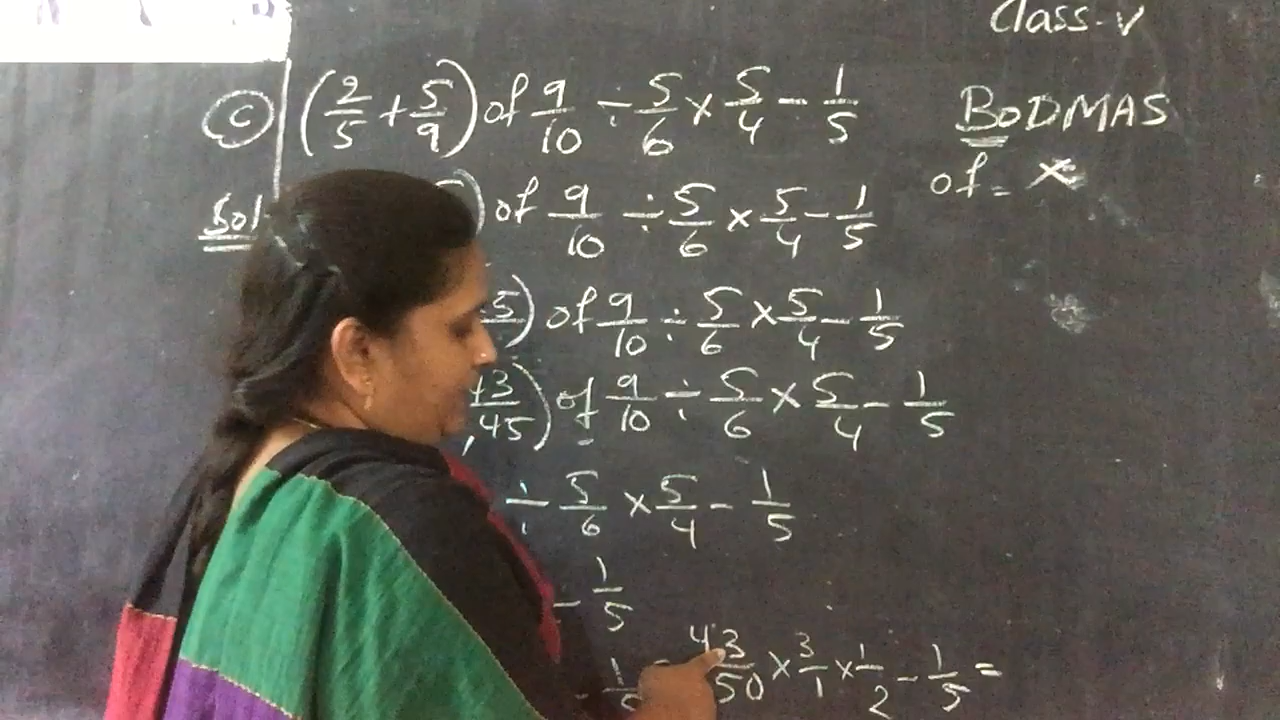 Class-V
(c) (2/5 + 5/9) of 9/10 ÷ 5/6 × 5/4 - 1/5
BODMAS
of = ×
Sol
) of 9/10 ÷ 5/6 × 5/4 - 1/5
5) of 9/10 ÷ 5/6 × 5/4 - 1/5
43/45) of 9/10 ÷ 5/6 × 5/4 - 1/5
÷ 5/6 × 5/4 - 1/5
- 1/5
- 1/5
43/50 × 3/1 × 1/2 - 1/5 =